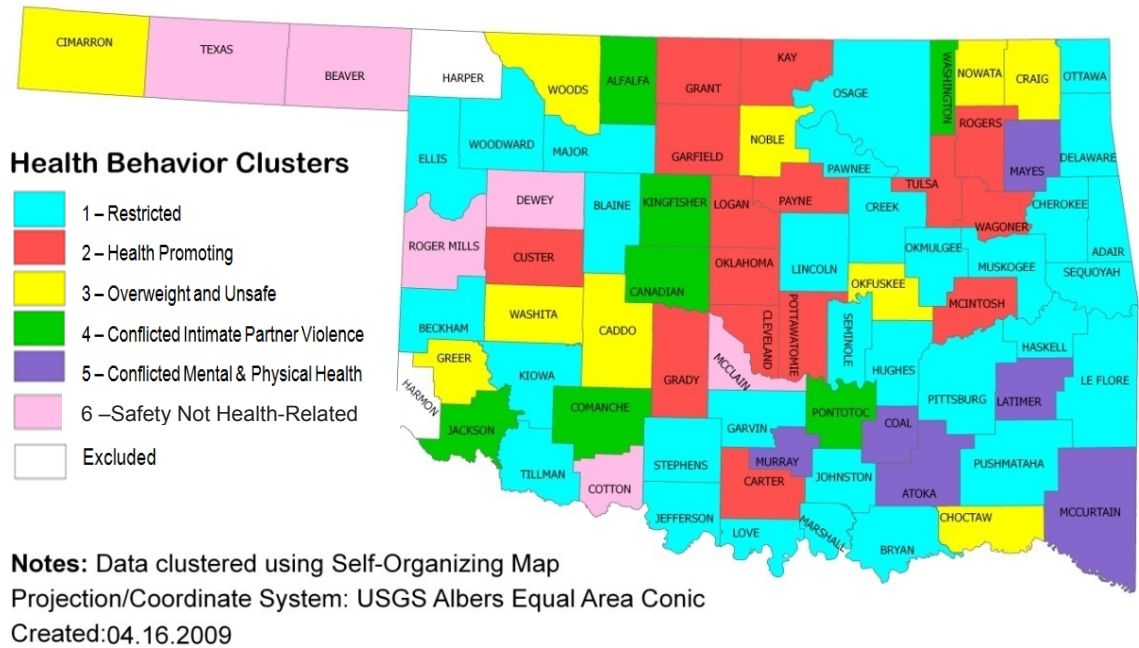 CIMARRON
TEXAS
BEAVER
HARPER
WOODS
ALFALFA
GRANT
KAY
OSAGE
WASHINGTON
NOWATA
CRAIG
OTTAWA
Health Behavior Clusters
1 – Restricted
2 – Health Promoting
3 – Overweight and Unsafe
4 – Conflicted Intimate Partner Violence
5 – Conflicted Mental & Physical Health
6 –Safety Not Health-Related
Excluded
ELLIS
WOODWARD
MAJOR
GARFIELD
NOBLE
PAWNEE
ROGERS
MAYES
DELAWARE
ROGER MILLS
DEWEY
BLAINE
KINGFISHER
LOGAN
PAYNE
CREEK
TULSA
WAGONER
CHEROKEE
ADAIR
CUSTER
CANADIAN
OKLAHOMA
LINCOLN
OKMULGEE
MUSKOGEE
SEQUOYAH
BECKHAM
WASHITA
CADDO
CLEVELAND
POTTAWATOMIE
SEMINOLE
OKFUSKEE
MCINTOSH
HASKELL
HARMON
GREER
KIOWA
GRADY
MCCLAIN
HUGHES
PITTSBURG
LATIMER
LE FLORE
JACKSON
COMANCHE
GARVIN
PONTOTOC
COAL
TILLMAN
COTTON
STEPHENS
MURRAY
CARTER
JOHNSTON
ATOKA
PUSHMATAHA
MCCURTAIN
JEFFERSON
LOVE
MARSHALL
BRYAN
CHOCTAW
Notes: Data clustered using Self-Organizing Map
Projection/Coordinate System: USGS Albers Equal Area Conic
Created:04.16.2009